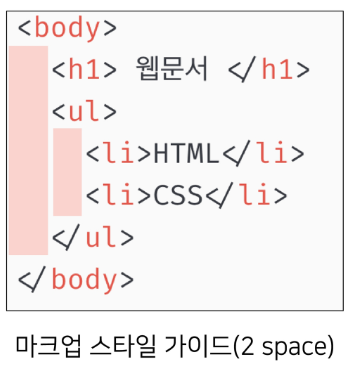 <body>
<h1> 웹문서 </h1>
<ul>
<li>HTML</li>
<li>CSS</li>
</ul>
</body>
마크업 스타일 가이드(2 space)